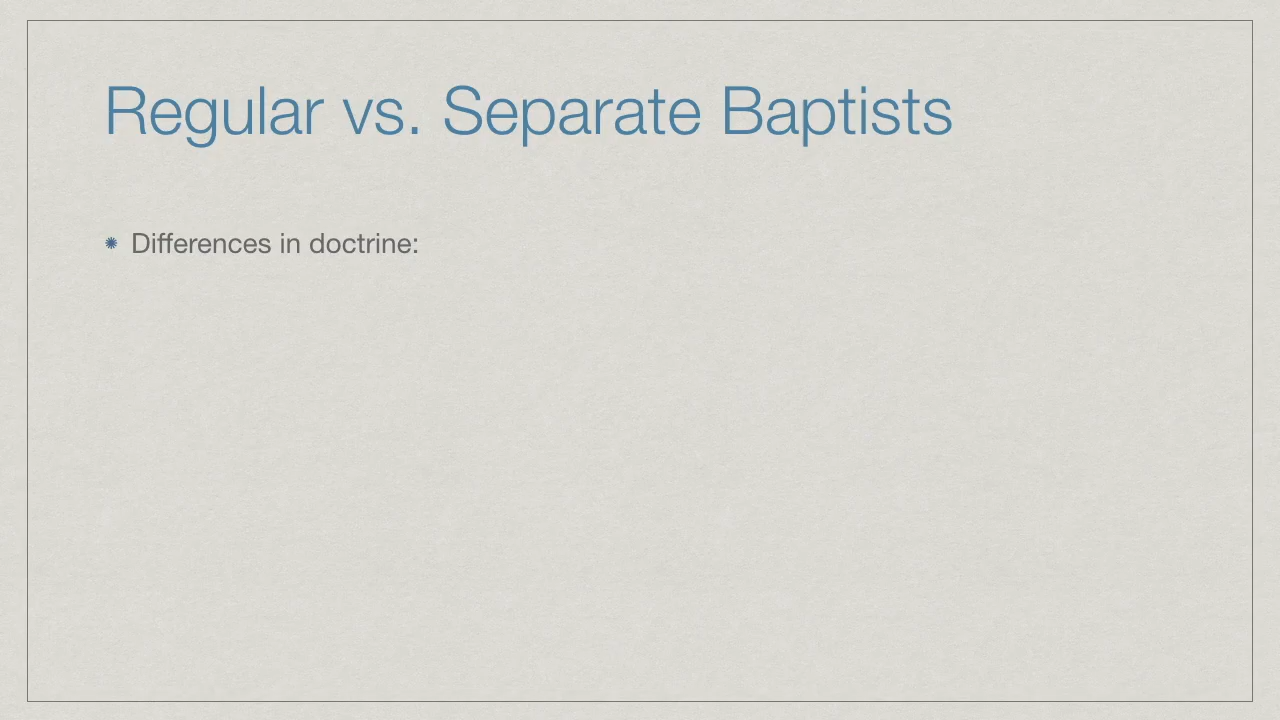 Regular vs. Separate Baptists
Differences in doctrine: